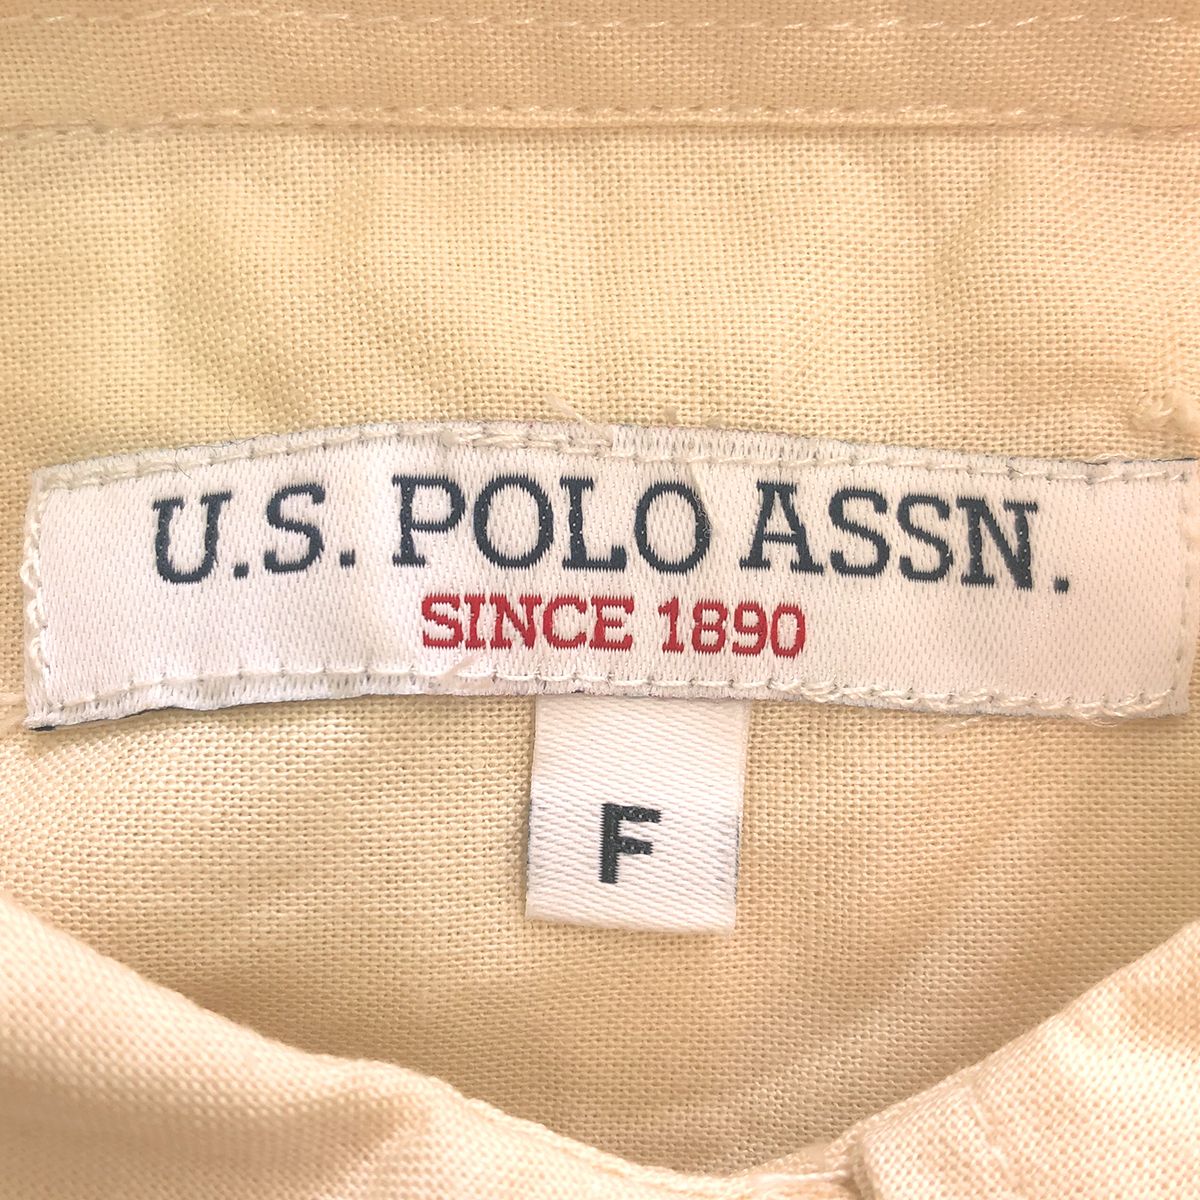 U.S. POLO ASSN.
SINCE 1890
F